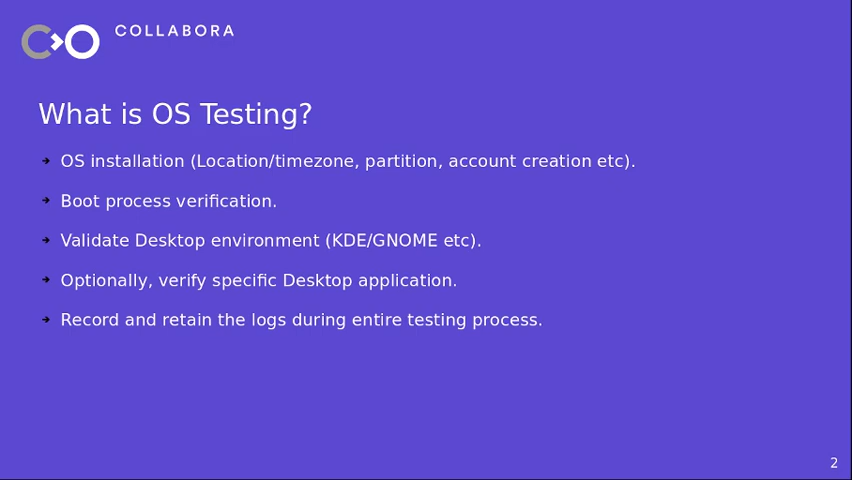 COLLABORA
What is OS Testing?
OS installation (Location/timezone, partition, account creation etc).
Boot process verification.
Validate Desktop environment (KDE/GNOME etc).
Optionally, verify specific Desktop application.
Record and retain the logs during entire testing process.
2